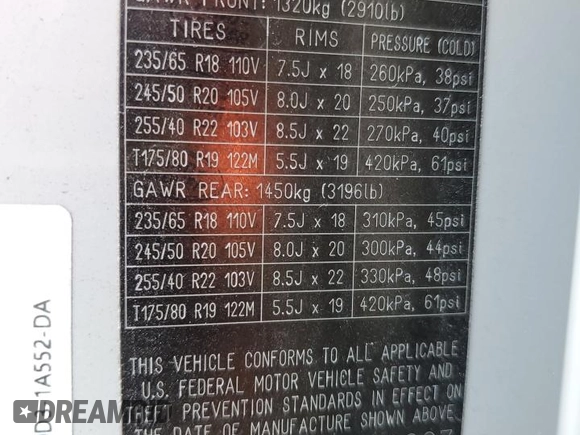 FRONT: 1320kg (2910lb)
TIRES RIMS PRESSURE (COLD)
235/65 R18 110V 7.5J x 18 260kPa, 38psi
245/50 R20 105V 8.0J x 20 250kPa, 37psi
255/40 R22 103V 8.5J x 22 270kPa, 40psi
T175/80 R19 122M 5.5J x 19 420kPa, 61psi
GAWR REAR: 1450kg (3196lb)
235/65 R18 110V 7.5J x 18 310kPa, 45psi
245/50 R20 105V 8.0J x 20 300kPa, 44psi
255/40 R22 103V 8.5J x 22 330kPa, 48psi
T175/80 R19 122M 5.5J x 19 420kPa, 61psi
THIS VEHICLE CONFORMS TO ALL APPLICABLE
U.S. FEDERAL MOTOR VEHICLE SAFETY AND
PREVENTION STANDARDS IN EFFECT
DATE OF MANUFACTURE SHOWN ABOVE.
1A552-DA